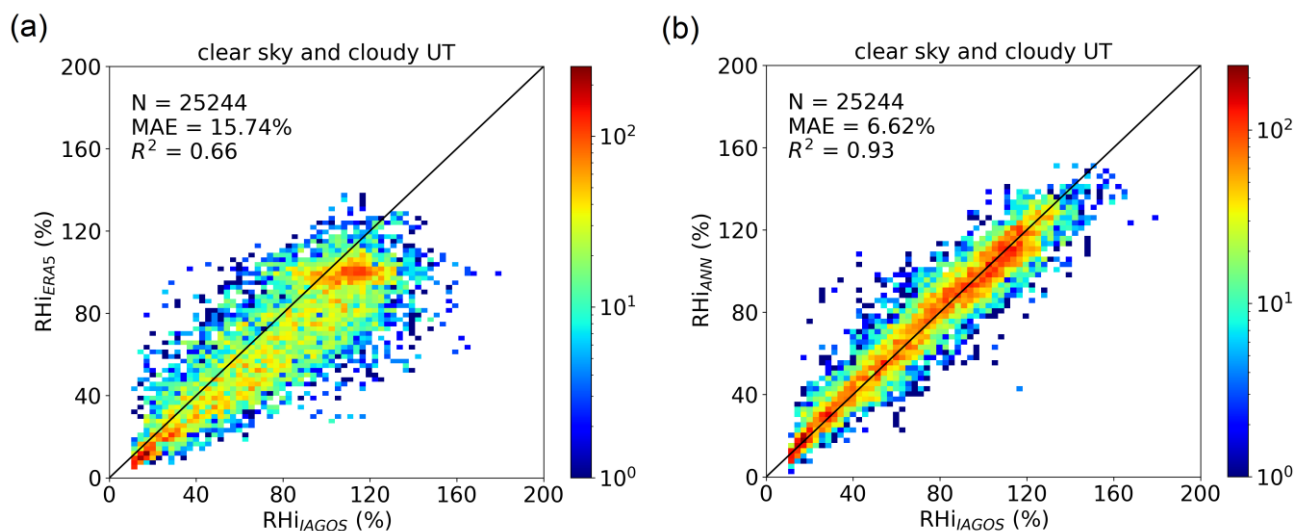 (a)
clear sky and cloudy UT
200
160
120
80
40
0
RHi_ERA5 (%)
N = 25244
MAE = 15.74%
R² = 0.66
0 40 80 120 160 200
RHi_IAGOS (%)
10²
10¹
10⁰
(b)
clear sky and cloudy UT
200
160
120
80
40
0
RHi_ANN (%)
N = 25244
MAE = 6.62%
R² = 0.93
0 40 80 120 160 200
RHi_IAGOS (%)
10²
10¹
10⁰